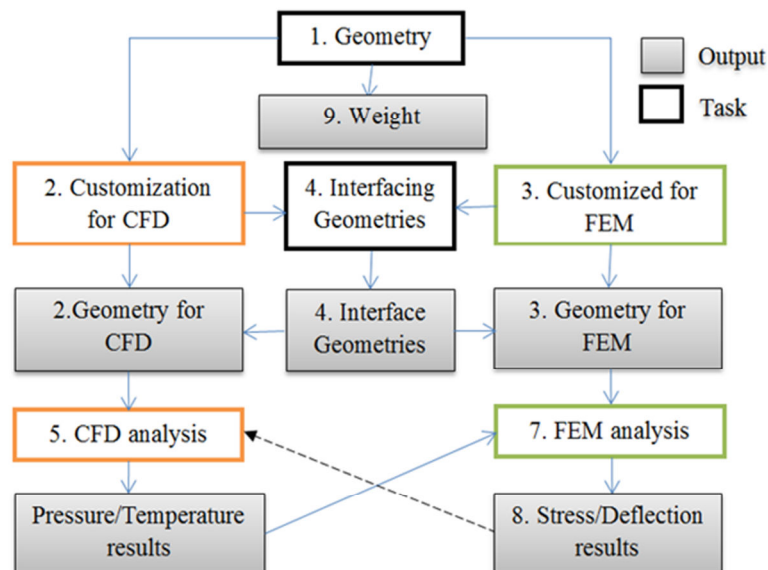 1. Geometry
Output
Task
9. Weight
2. Customization
for CFD
4. Interfacing
Geometries
3. Customized for
FEM
2.Geometry for
CFD
4. Interface
Geometries
3. Geometry for
FEM
5. CFD analysis
7. FEM analysis
Pressure/Temperature
results
8. Stress/Deflection
results